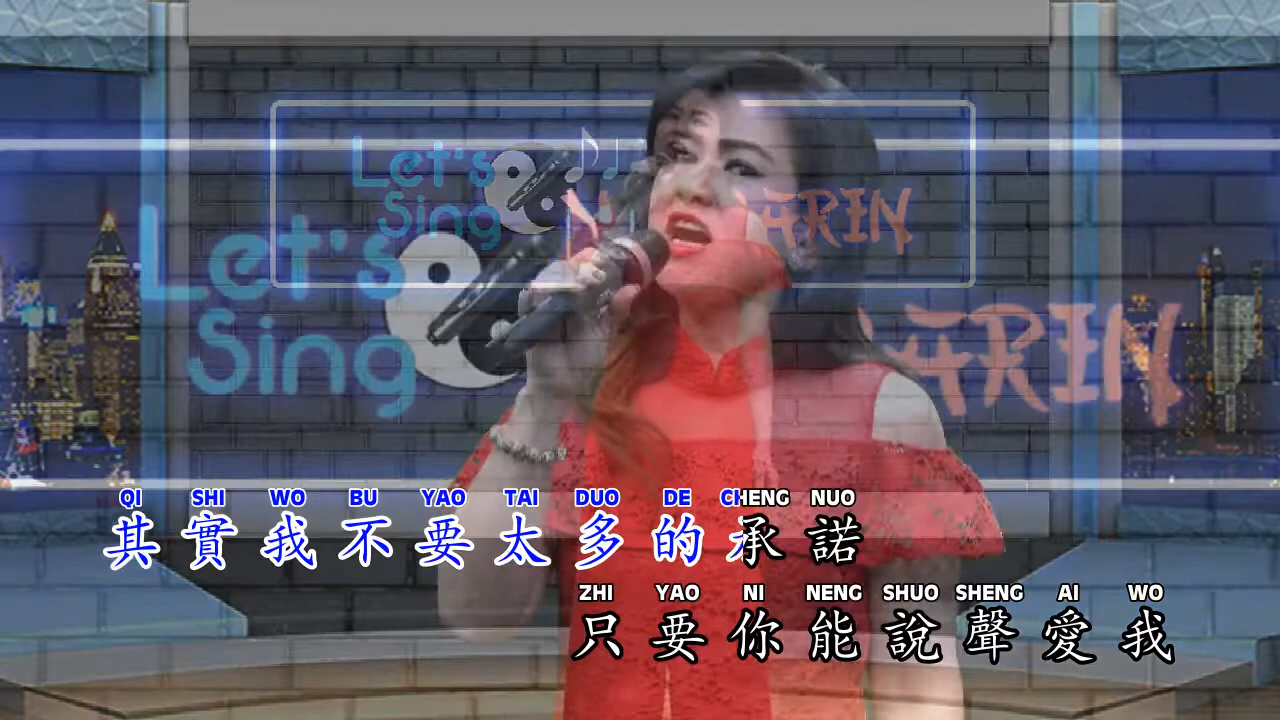 Let's
Sing
ARIN
Let's
Sing
ARIN
QI SHI WO BU YAO TAI DUO DE CHENG NUO
其實我不要太多的承諾
ZHI YAO NI NENG SHUO SHENG AI WO
只要你能說聲愛我